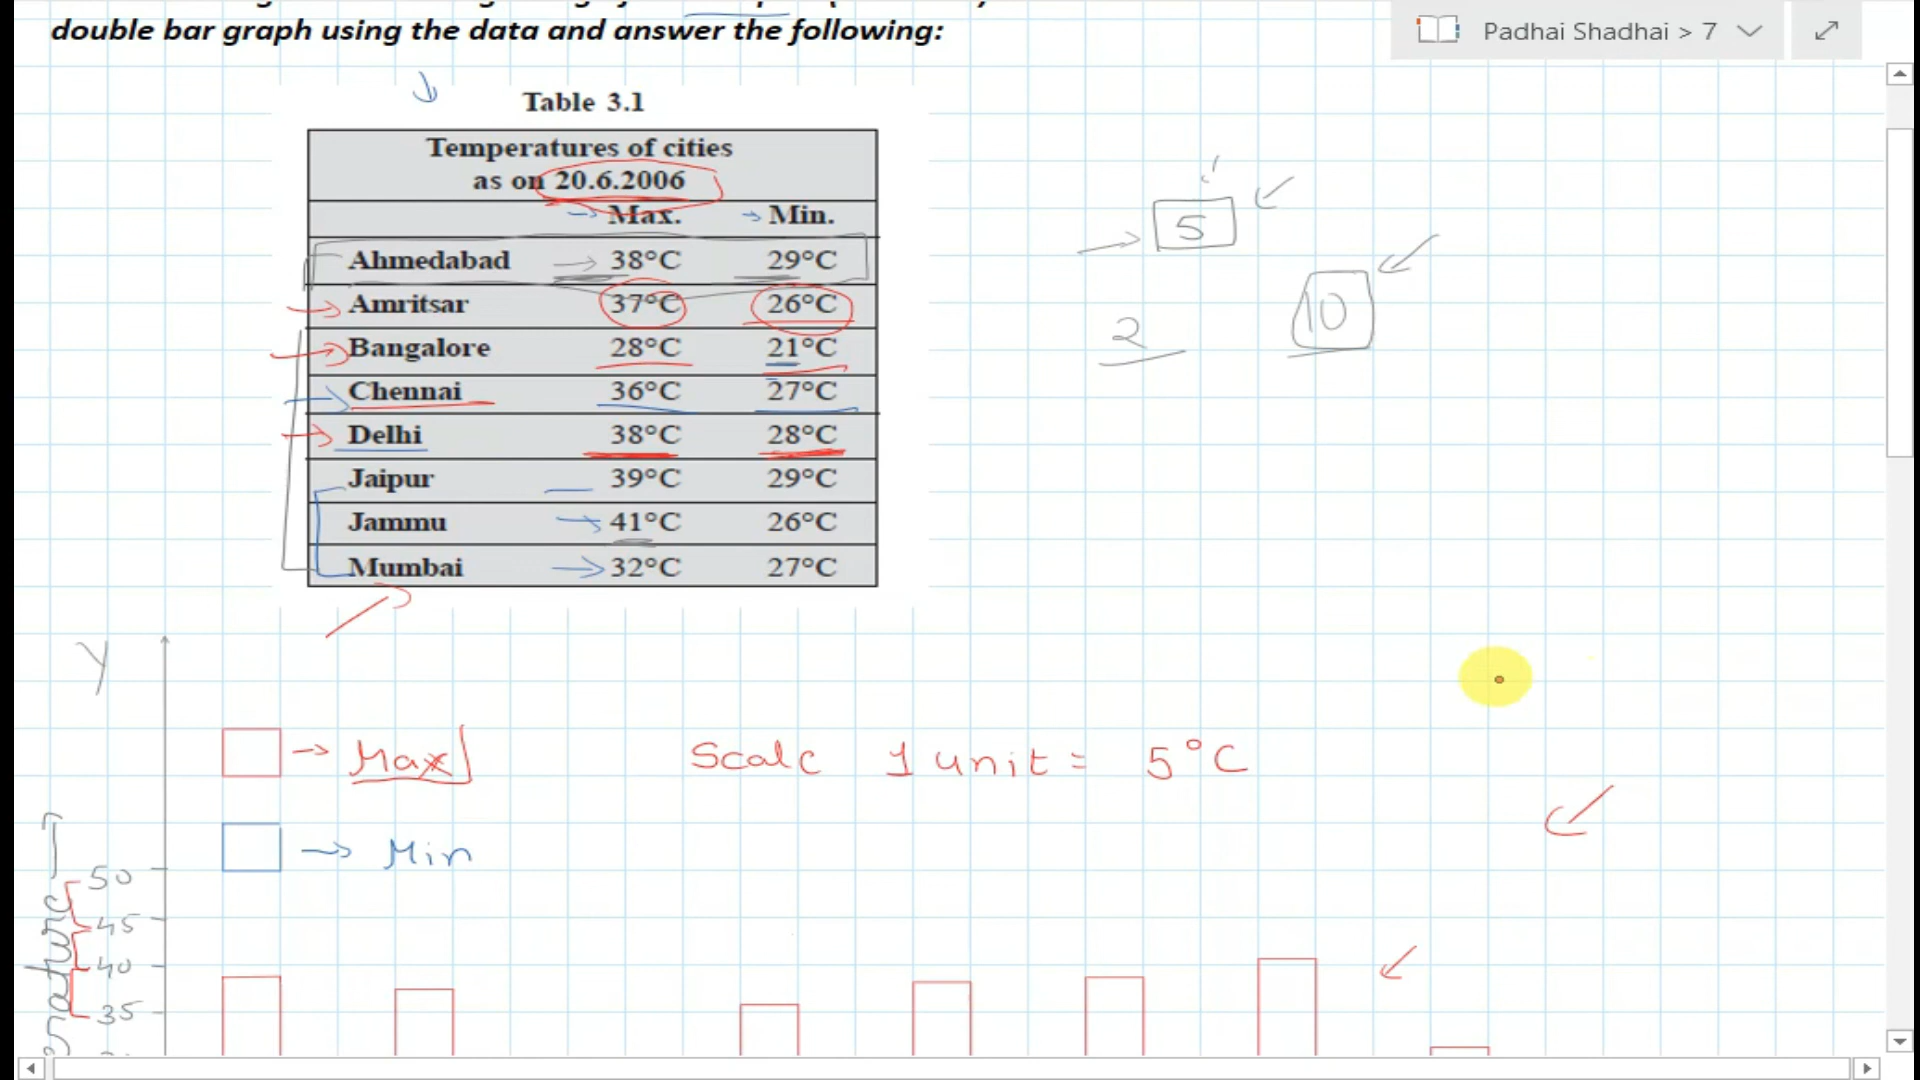 double bar graph using the data and answer the following:
Padhai Shadhai > 7
Table 3.1
Temperatures of cities
as on 20.6.2006
Max. Min.
Ahmedabad 38°C 29°C
Amritsar 37°C 26°C
Bangalore 28°C 21°C
Chennai 36°C 27°C
Delhi 38°C 28°C
Jaipur 39°C 29°C
Jammu 41°C 26°C
Mumbai 32°C 27°C
5
10
2
Y
Max
Scale 1 unit = 5°C
Min
50
45
40
35